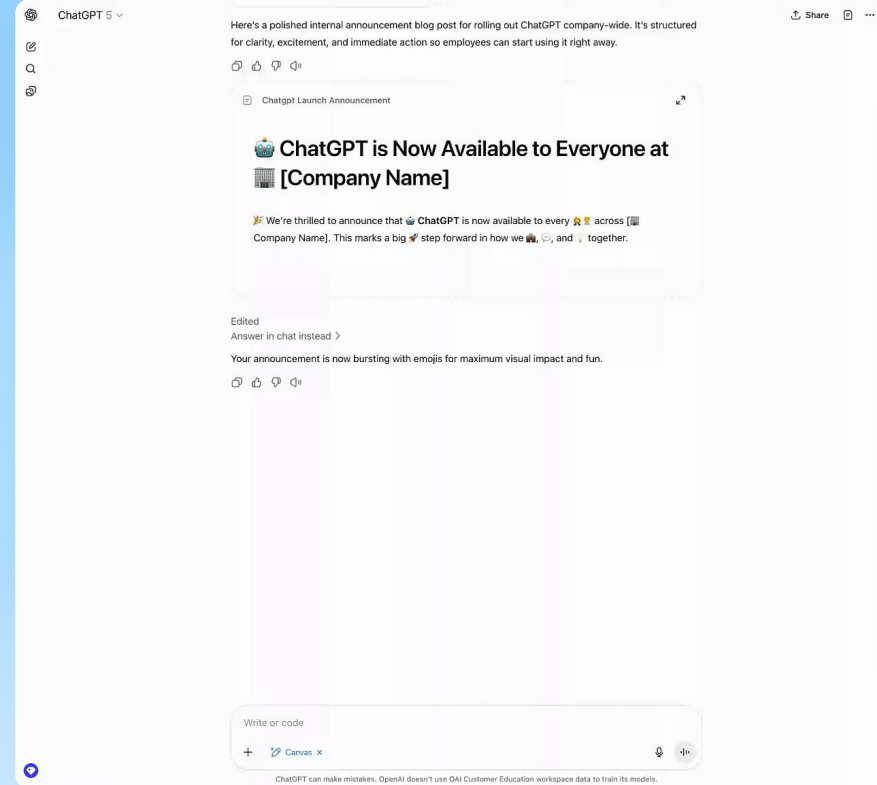 ChatGPT 5
Share
Here's a polished internal announcement blog post for rolling out ChatGPT company-wide. It's structured
for clarity, excitement, and immediate action so employees can start using it right away.
Chatgpt Launch Announcement
🤖 ChatGPT is Now Available to Everyone at
🏢 [Company Name]
🎉 We're thrilled to announce that 🤖 ChatGPT is now available to every 👩‍💼👨‍💼 across [🏢
Company Name]. This marks a big 🚀 step forward in how we 💼, 💬, and 💡 together.
Edited
Answer in chat instead >
Your announcement is now bursting with emojis for maximum visual impact and fun.
Write or code
Canvas ×
ChatGPT can make mistakes. OpenAI doesn't use OAI Customer Education workspace data to train its models.